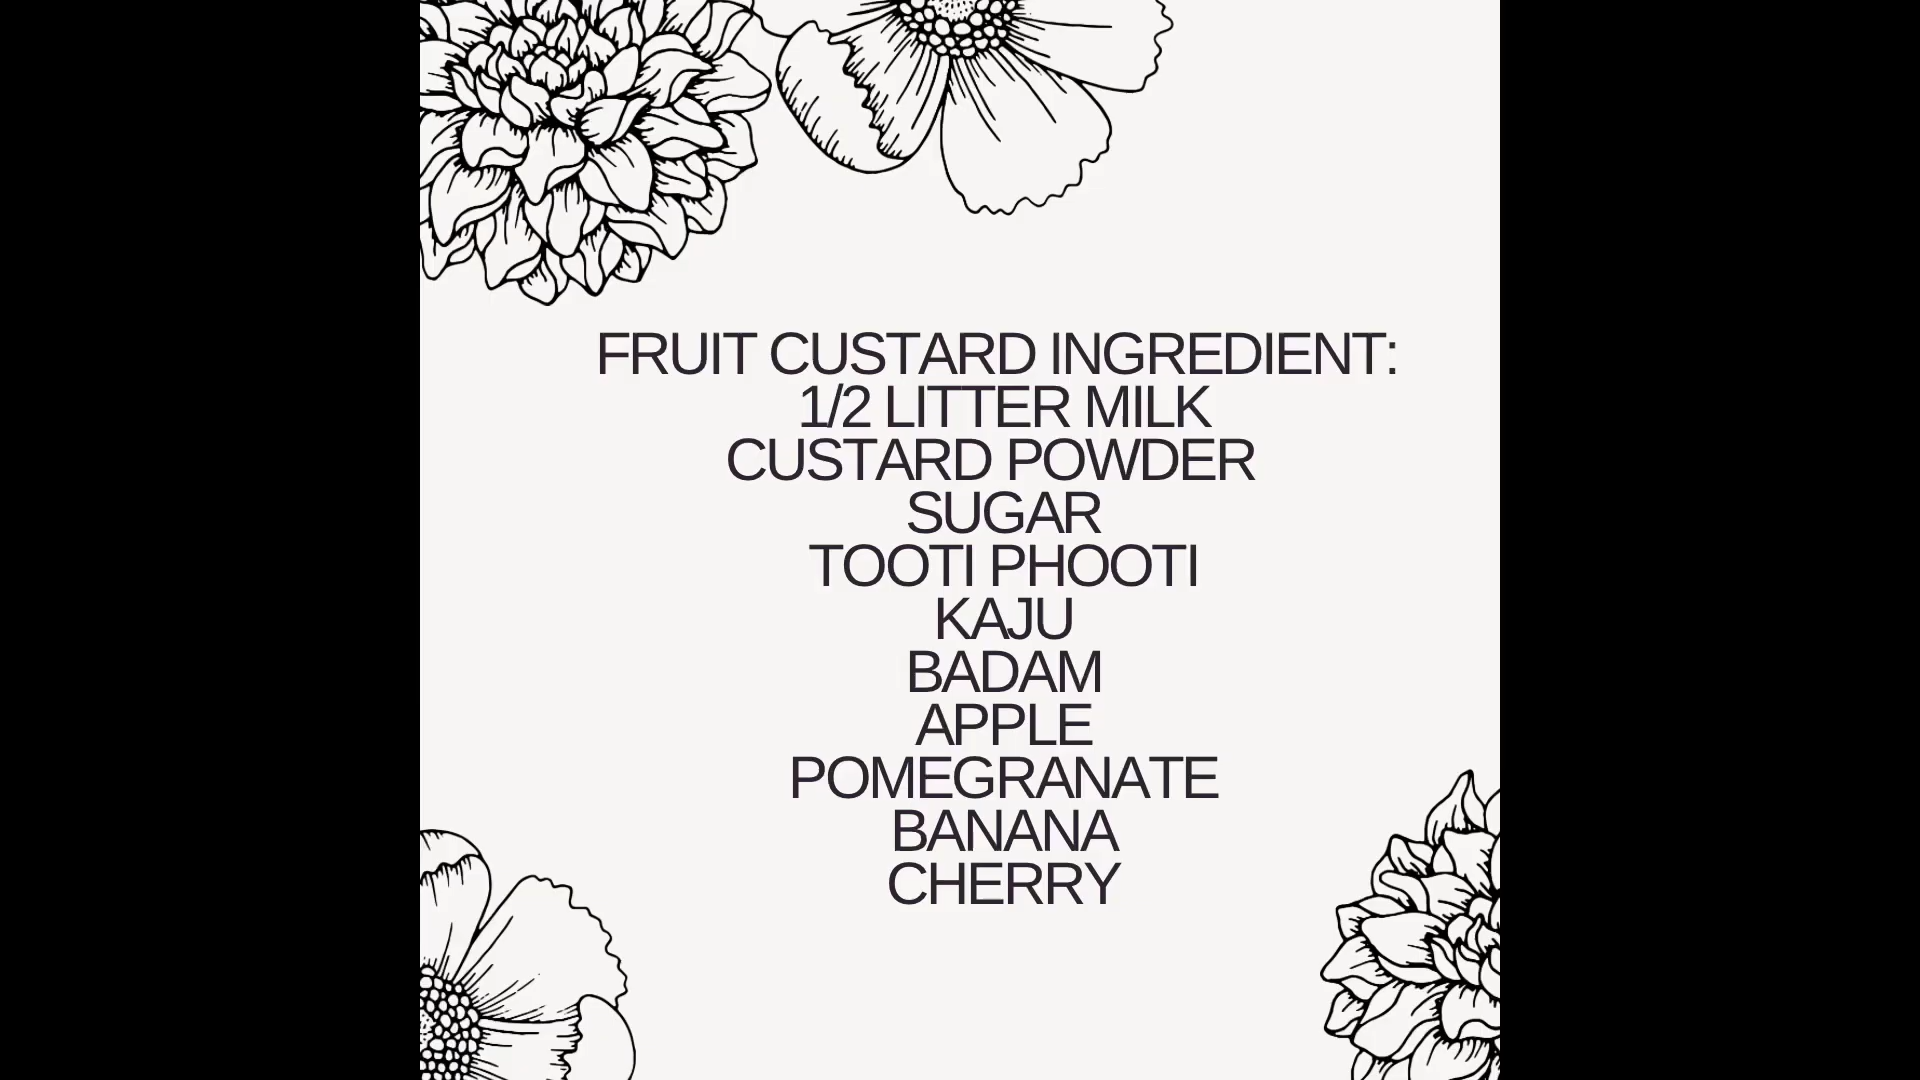 FRUIT CUSTARD INGREDIENT:
1/2 LITTER MILK
CUSTARD POWDER
SUGAR
TOOTI PHOOTI
KAJU
BADAM
APPLE
POMEGRANATE
BANANA
CHERRY